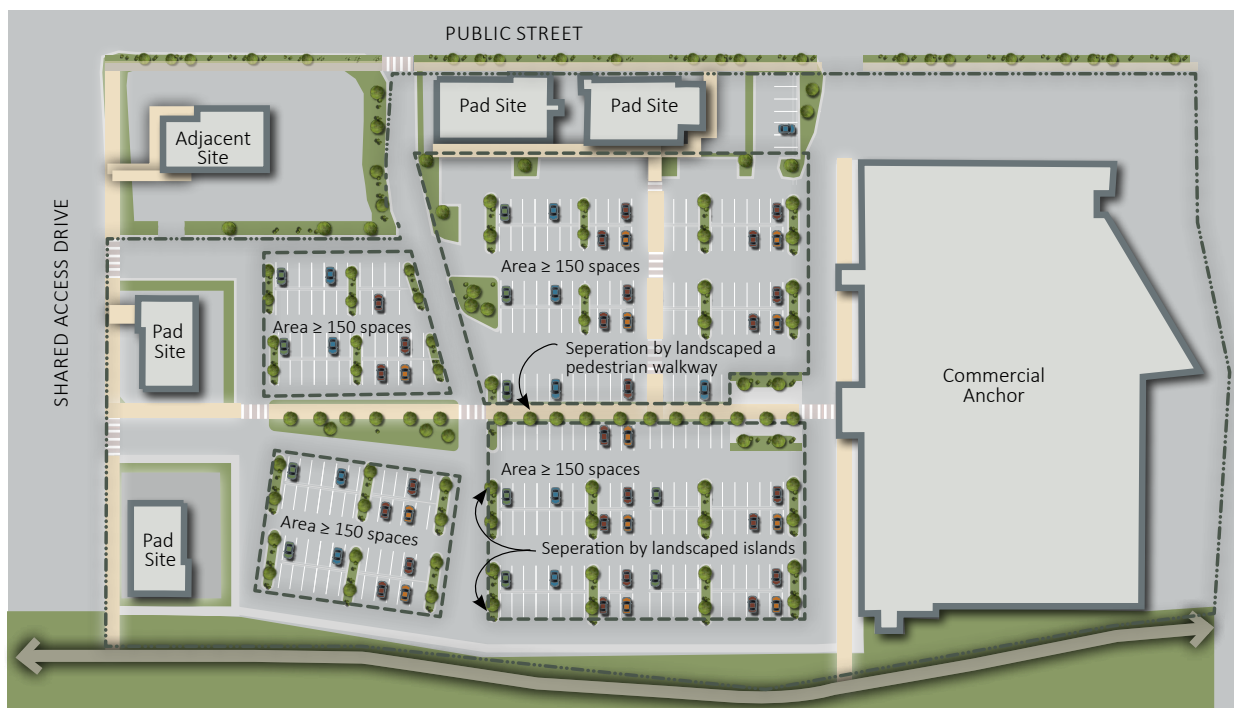 PUBLIC STREET
Pad Site
Pad Site
Adjacent
Site
SHARED ACCESS DRIVE
Area ≥ 150 spaces
Area ≥ 150 spaces
Pad
Site
Seperation by landscaped a
pedestrian walkway
Commercial
Anchor
Area ≥ 150 spaces
Area ≥ 150 spaces
Pad
Site
Seperation by landscaped islands